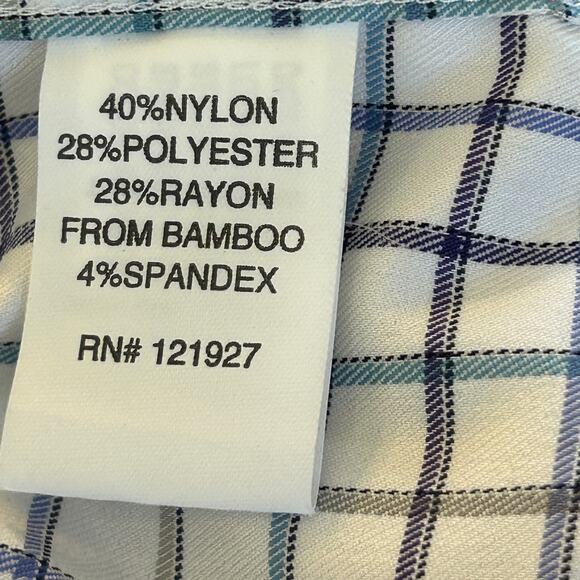 40%NYLON
28%POLYESTER
28%RAYON
FROM BAMBOO
4%SPANDEX
RN# 121927